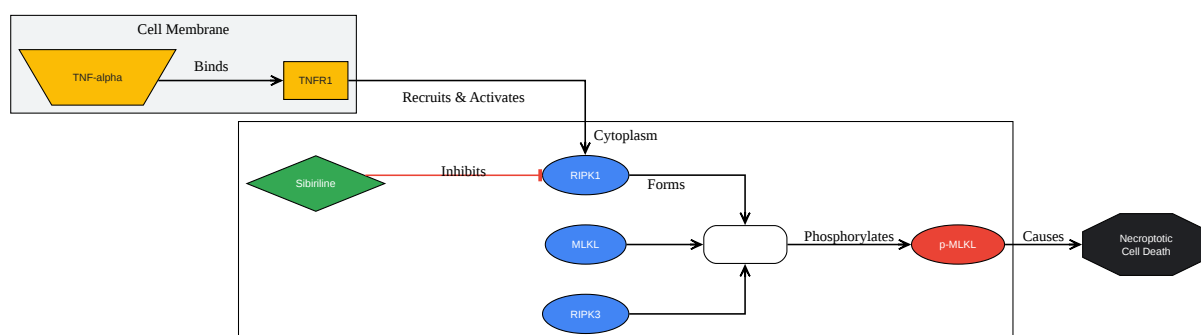 Cell Membrane
TNF-alpha
Binds
TNFR1
Recruits & Activates
Cytoplasm
Sibiriline
Inhibits
RIPK1
Forms
MLKL
Phosphorylates
p-MLKL
Causes
Necroptotic
Cell Death
RIPK3